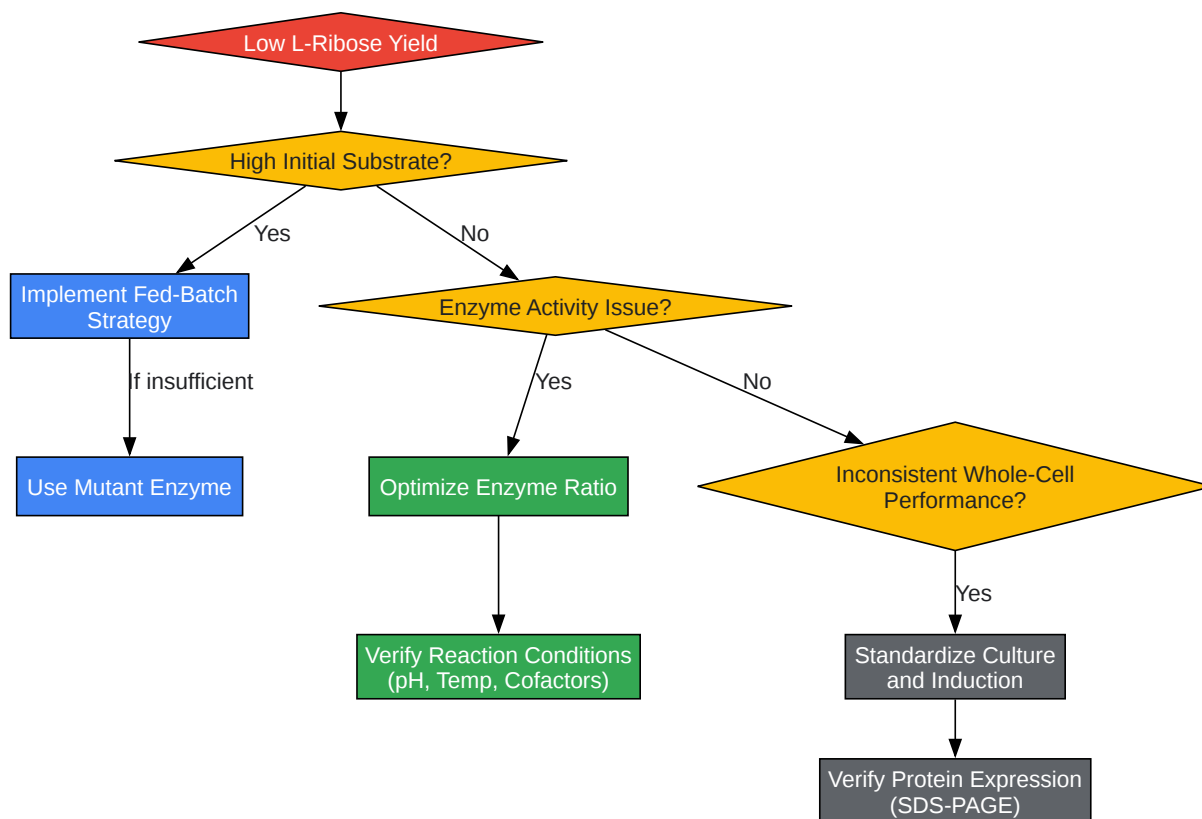 Low L-Ribose Yield
High Initial Substrate?
Yes
No
Implement Fed-Batch
Strategy
Enzyme Activity Issue?
If insufficient
Yes
No
Use Mutant Enzyme
Optimize Enzyme Ratio
Inconsistent Whole-Cell
Performance?
Yes
Verify Reaction Conditions
(pH, Temp, Cofactors)
Standardize Culture
and Induction
Verify Protein Expression
(SDS-PAGE)